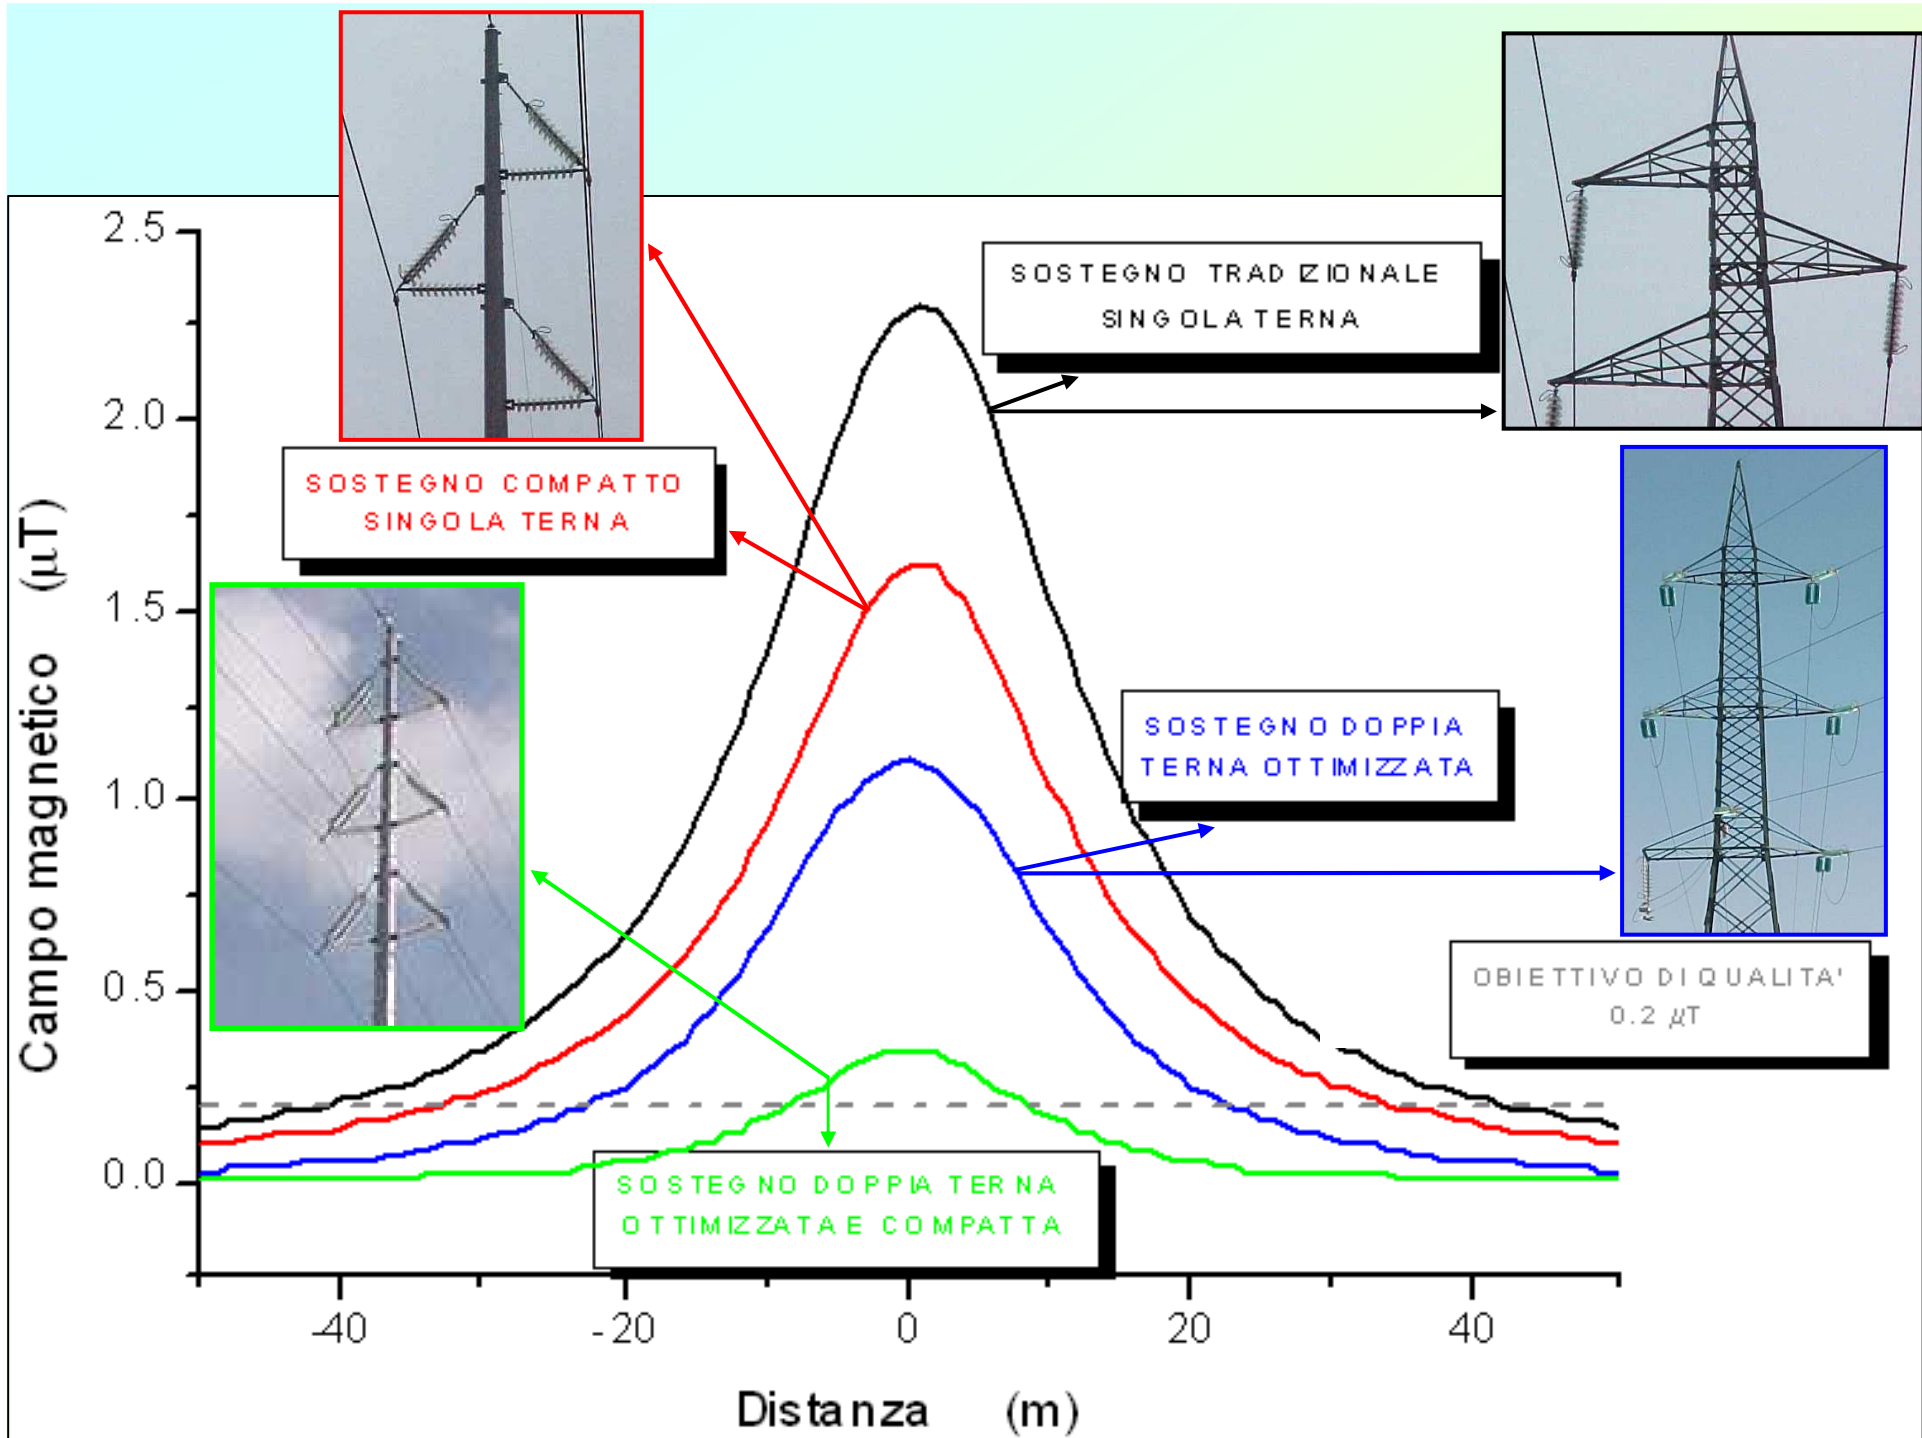 2.5
2.0
1.5
1.0
0.5
0.0
Campo magnetico (μT)
SOSTEGNO TRADIZIONALE
SINGOLA TERNA
SOSTEGNO COMPATTO
SINGOLA TERNA
SOSTEGNO DOPPIA
TERNA OTTIMIZZATA
OBIETTIVO DI QUALITA'
0.2 μT
SOSTEGNO DOPPIA TERNA
OTTIMIZZATA E COMPATTA
-40 -20 0 20 40
Distanza (m)